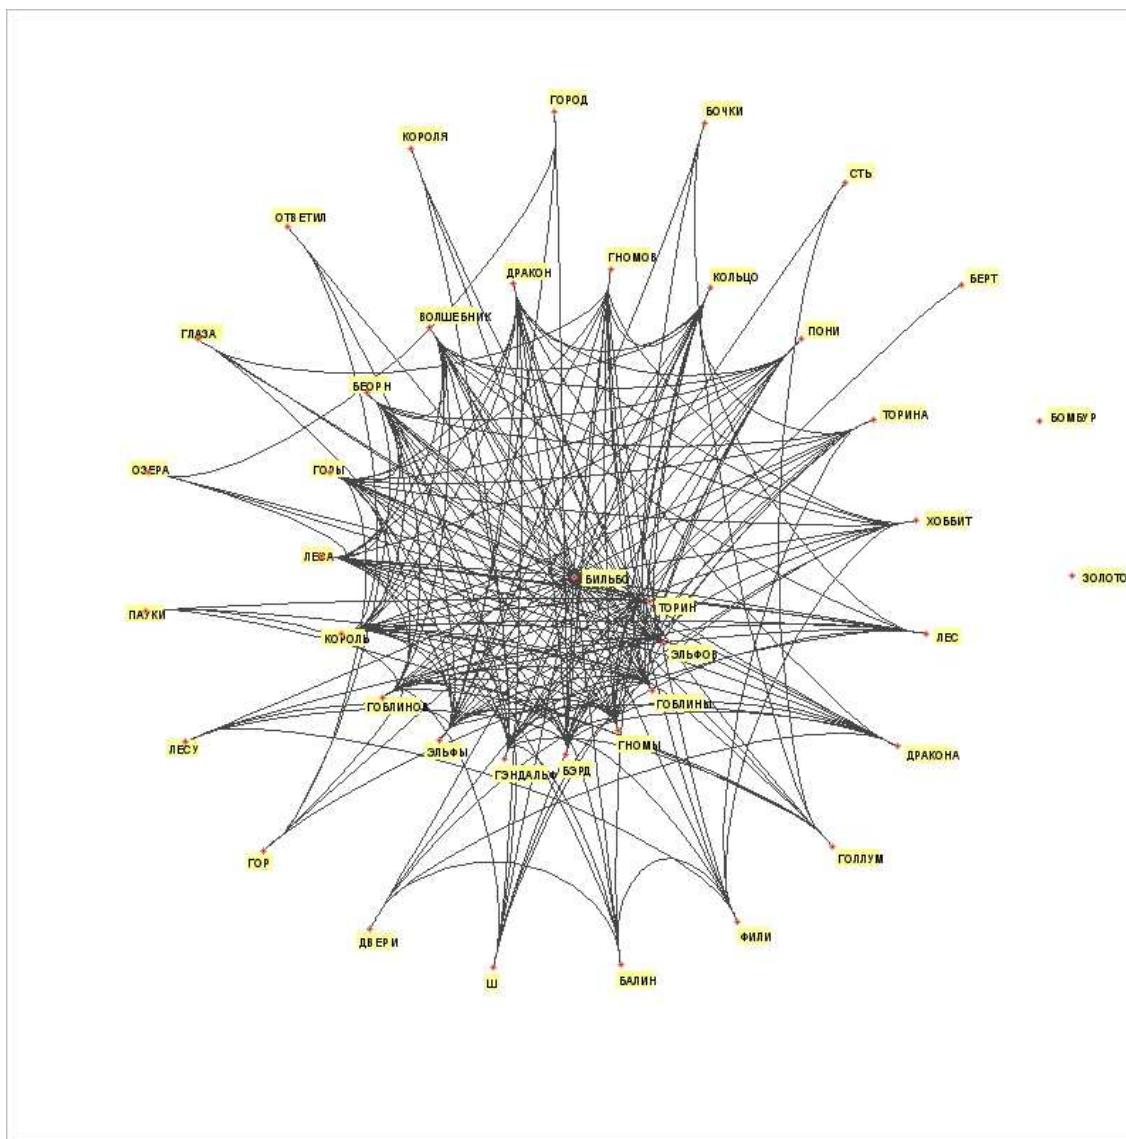 ГОРОД
БОЧКИ
КОРОЛЯ
СТЬ
ОТВЕТИЛ
ГНОМОВ
ДРАКОН
КОЛЬЦО
БЕРТ
ВОЛШЕБНИК
ГЛАЗА
ПОНИ
БЕОРН
ТОРИНА
БОМБУР
ОЗЕРА
ГОРЫ
ХОББИТ
ЛЕСА
БИЛЬБО
ЗОЛОТО
ТОРИН
ПАУКИ
КОРОЛЬ
ЛЕС
ЭЛЬФОВ
ГОБЛИНОВ
ГОБЛИНЫ
ЛЕСУ
ЭЛЬФЫ
ГНОМЫ
ДРАКОНА
ГЭНДАЛЬФ
БЭРД
ГОР
ГОЛЛУМ
ДВЕРИ
ФИЛИ
Ш
БАЛИН